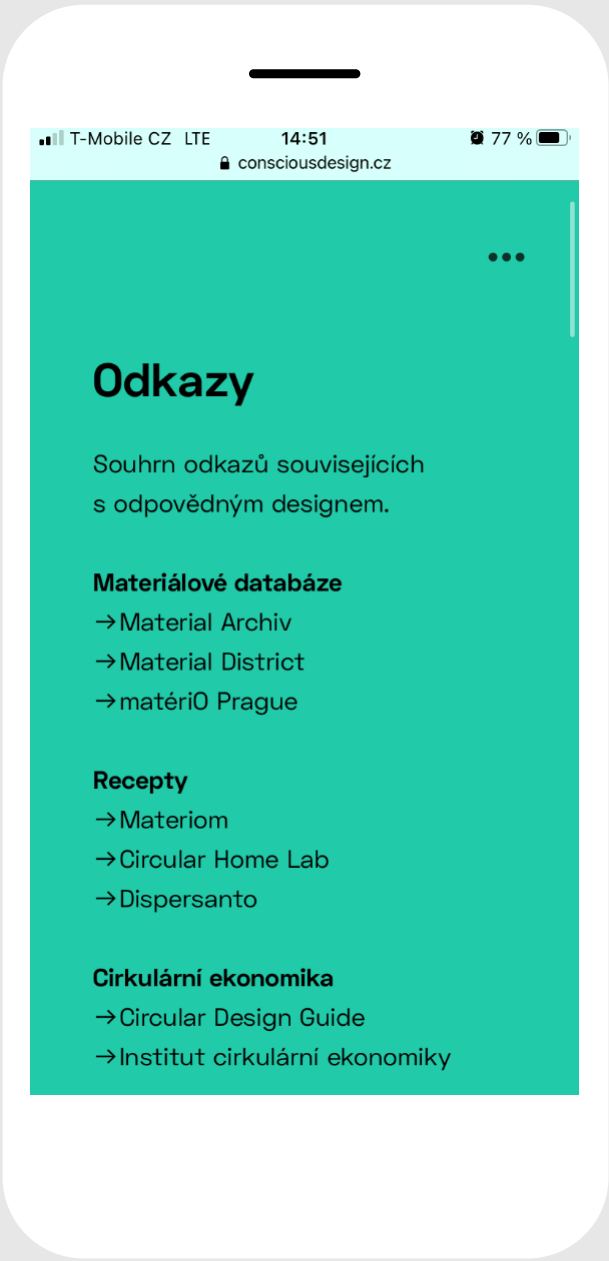 T-Mobile CZ LTE 14:51 77 %
consciousdesign.cz
Odkazy
Souhrn odkazů souvisejících
s odpovědným designem.
Materiálové databáze
→Material Archiv
→Material District
→matériO Prague
Recepty
→Materiom
→Circular Home Lab
→Dispersanto
Cirkulární ekonomika
→Circular Design Guide
→Institut cirkulární ekonomiky